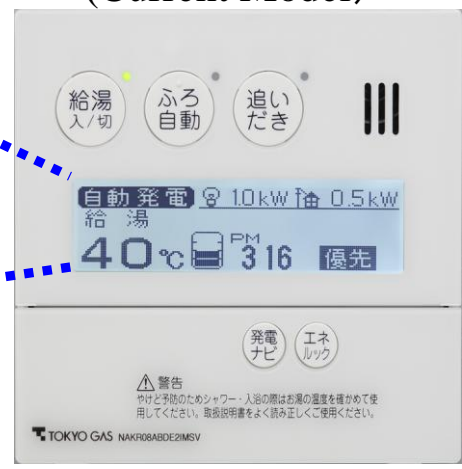 (Current Model)
給湯
入/切
ふろ
自動
追い
だき
自動発電 1.0kW 0.5kW
給 湯
40℃ PM 3 16 優先
発電
ナビ
エネ
ルック
警告
やけど予防のためシャワー・入浴の際はお湯の温度を確かめて使
用してください。取扱説明書をよく読み正しくご使用ください。
TOKYO GAS NAKR08ABDE2IMSV